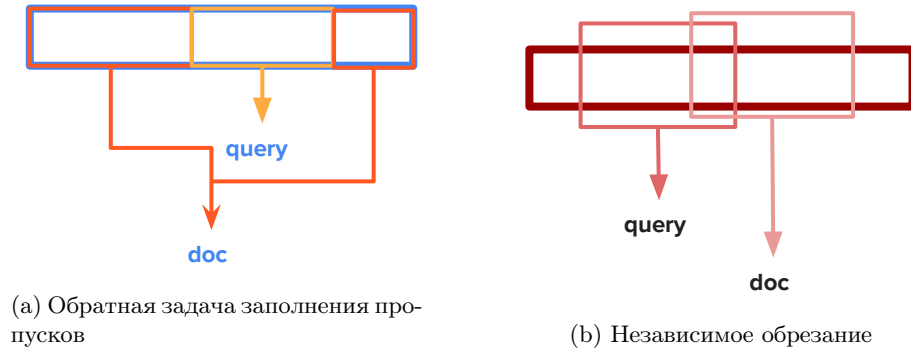 query
doc
(a) Обратная задача заполнения про-
пусков
query
doc
(b) Независимое обрезание